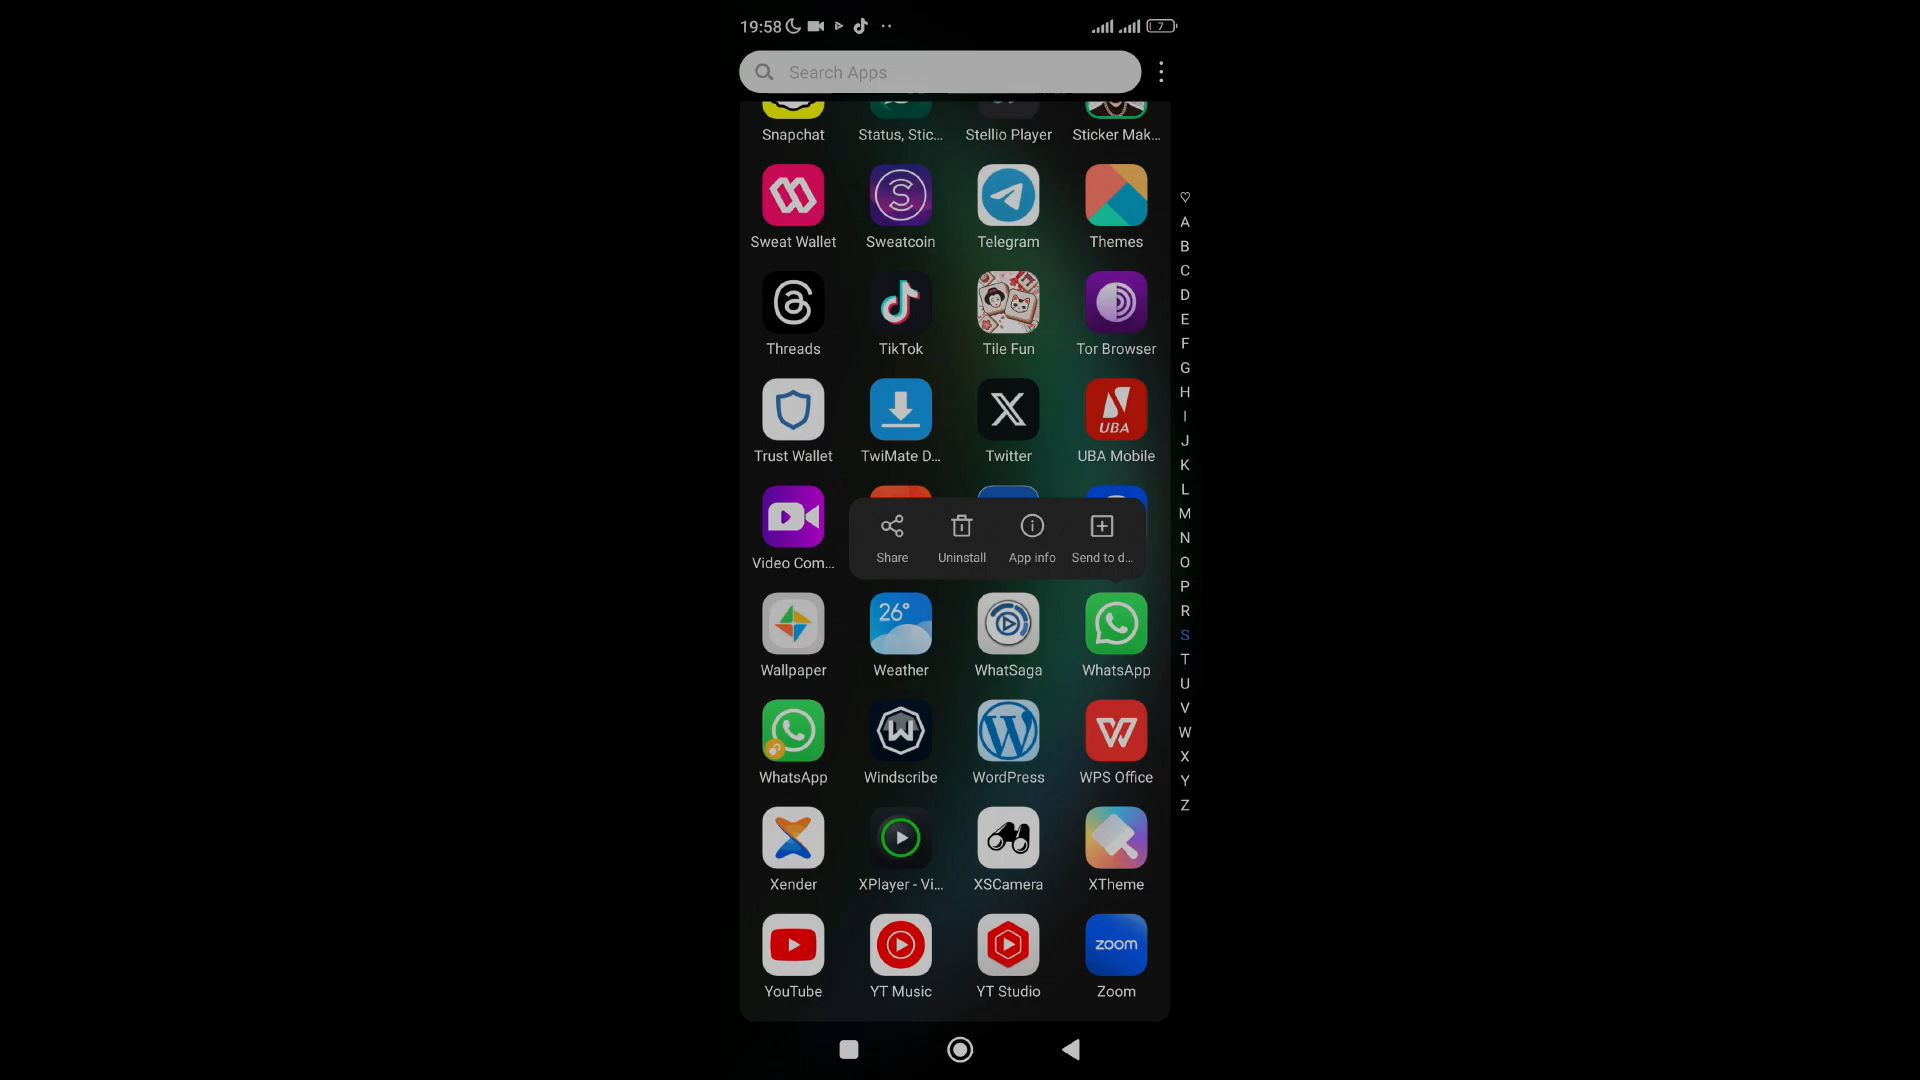 19:58 7
Search Apps
Snapchat Status, Stic... Stellio Player Sticker Mak...
Sweat Wallet Sweatcoin Telegram Themes
Threads TikTok Tile Fun Tor Browser
UBA
Trust Wallet TwiMate D... Twitter UBA Mobile
Share Uninstall App info Send to d...
Video Com...
26°
Wallpaper Weather WhatSaga WhatsApp
WhatsApp Windscribe WordPress WPS Office
Xender XPlayer - Vi... XSCamera XTheme
zoom
YouTube YT Music YT Studio Zoom
A
B
C
D
E
F
G
H
I
J
K
L
M
N
O
P
R
S
T
U
V
W
X
Y
Z